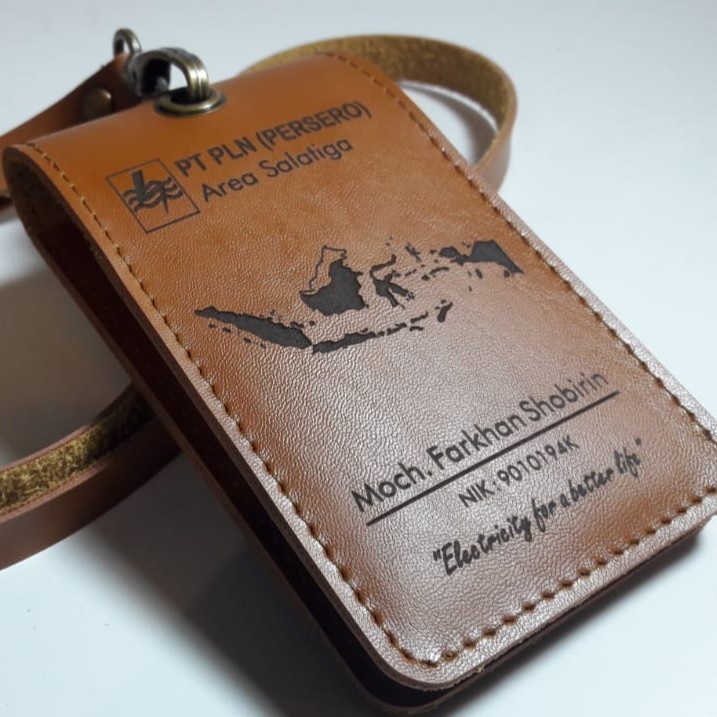 PT PLN (PERSERO)
Area Salatiga
Moch. Farkhan Shobirin
NIK : 9010194K
"Electricity for a better life"